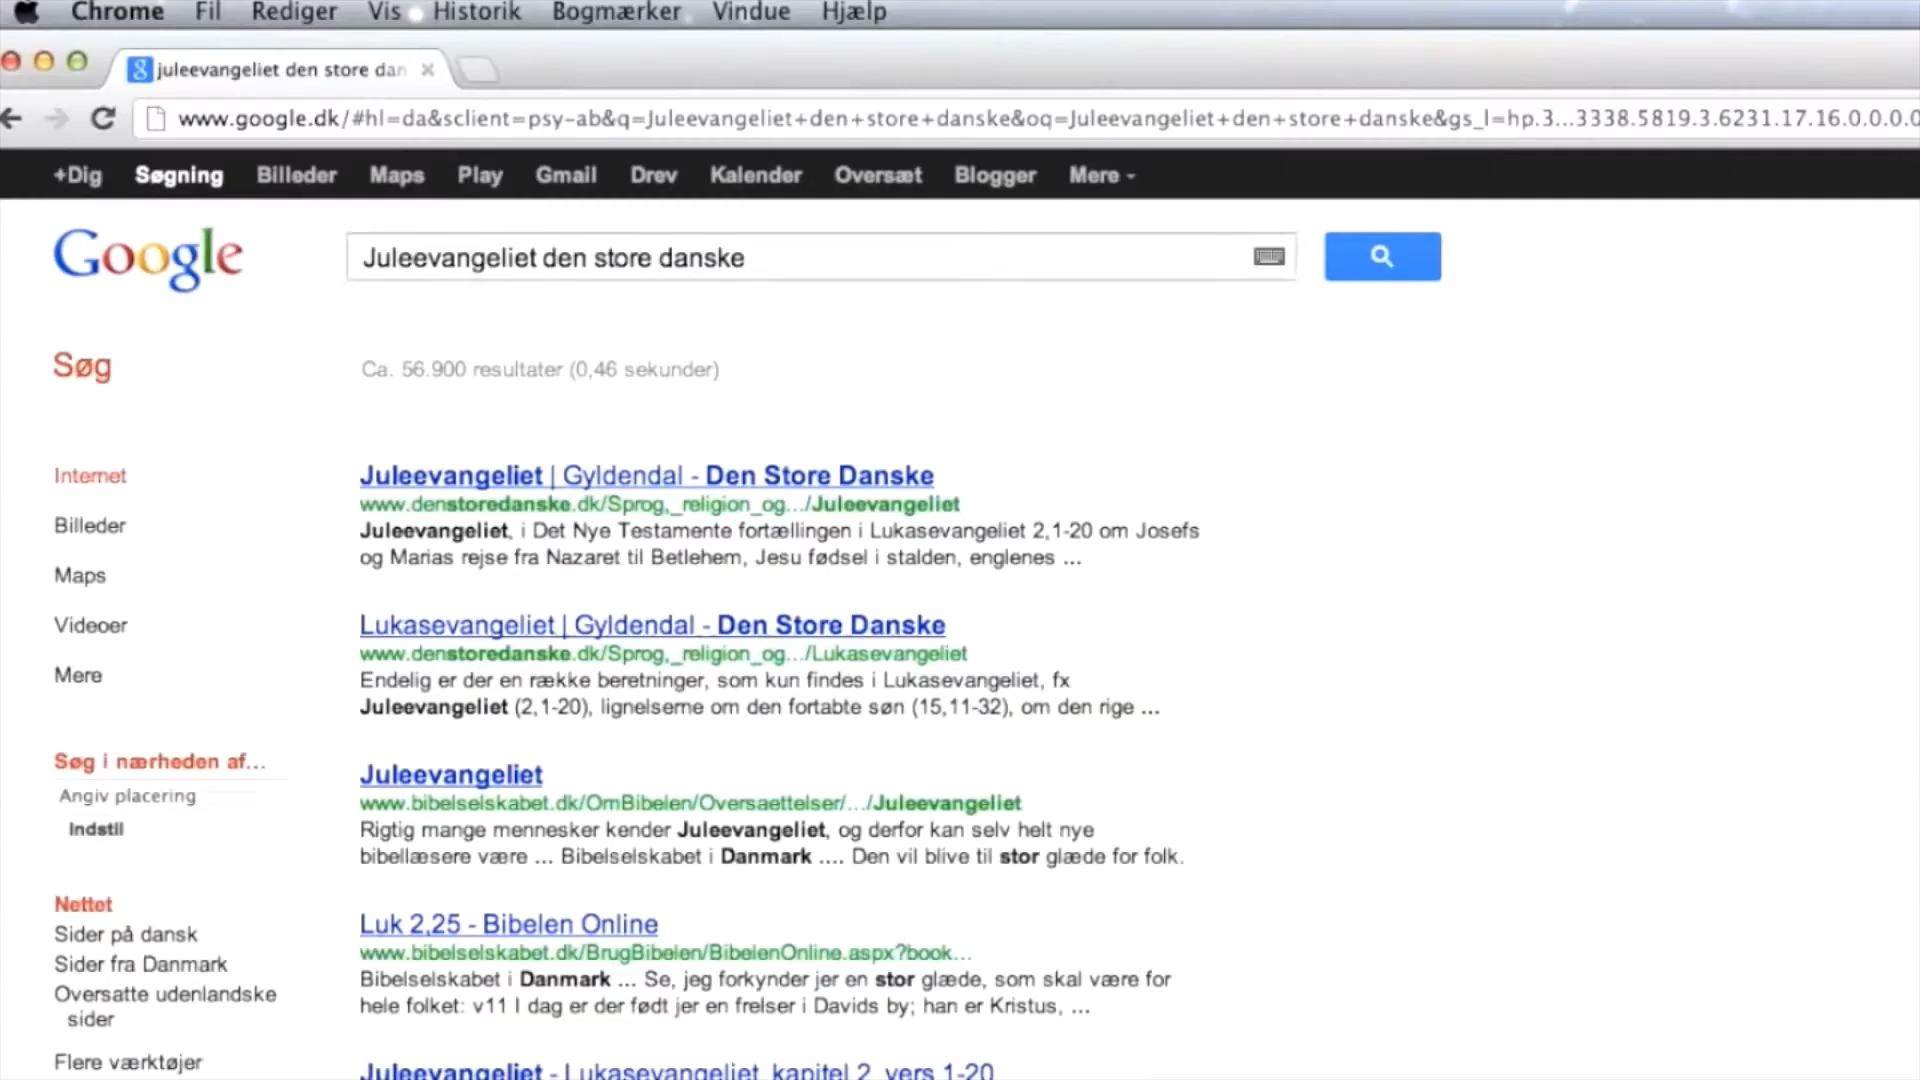 Chrome Fil Rediger Vis Historik Bogmærker Vindue Hjælp
juleevangeliet den store dan
www.google.dk/#hl=da&sclient=psy-ab&q=Juleevangeliet+den+store+danske&oq=Juleevangeliet+den+store+danske&gs_l=hp.3...3338.5819.3.6231.17.16.0.0.0.0
+Dig Søgning Billeder Maps Play Gmail Drev Kalender Oversæt Blogger Mere
Google
Juleevangeliet den store danske
Søg
Ca. 56.900 resultater (0,46 sekunder)
Internet
Billeder
Maps
Videoer
Mere
Søg i nærheden af...
Angiv placering
Indstil
Nettet
Sider på dansk
Sider fra Danmark
Oversatte udenlandske
sider
Flere værktøjer
Juleevangeliet | Gyldendal - Den Store Danske
www.denstoredanske.dk/Sprog,_religion_og.../Juleevangeliet
Juleevangeliet, i Det Nye Testamente fortællingen i Lukasevangeliet 2,1-20 om Josefs
og Marias rejse fra Nazaret til Betlehem, Jesu fødsel i stalden, englenes ...
Lukasevangeliet | Gyldendal - Den Store Danske
www.denstoredanske.dk/Sprog,_religion_og.../Lukasevangeliet
Endelig er der en række beretninger, som kun findes i Lukasevangeliet, fx
Juleevangeliet (2,1-20), lignelserne om den fortabte søn (15,11-32), om den rige ...
Juleevangeliet
www.bibelselskabet.dk/OmBibelen/Oversaettelser/.../Juleevangeliet
Rigtig mange mennesker kender Juleevangeliet, og derfor kan selv helt nye
bibellæsere være ... Bibelselskabet i Danmark .... Den vil blive til stor glæde for folk.
Luk 2,25 - Bibelen Online
www.bibelselskabet.dk/BrugBibelen/BibelenOnline.aspx?book...
Bibelselskabet i Danmark ... Se, jeg forkynder jer en stor glæde, som skal være for
hele folket: v11 I dag er der født jer en frelser i Davids by; han er Kristus, ...
Juleevangeliet - Lukasevangeliet, kapitel 2, vers 1-20